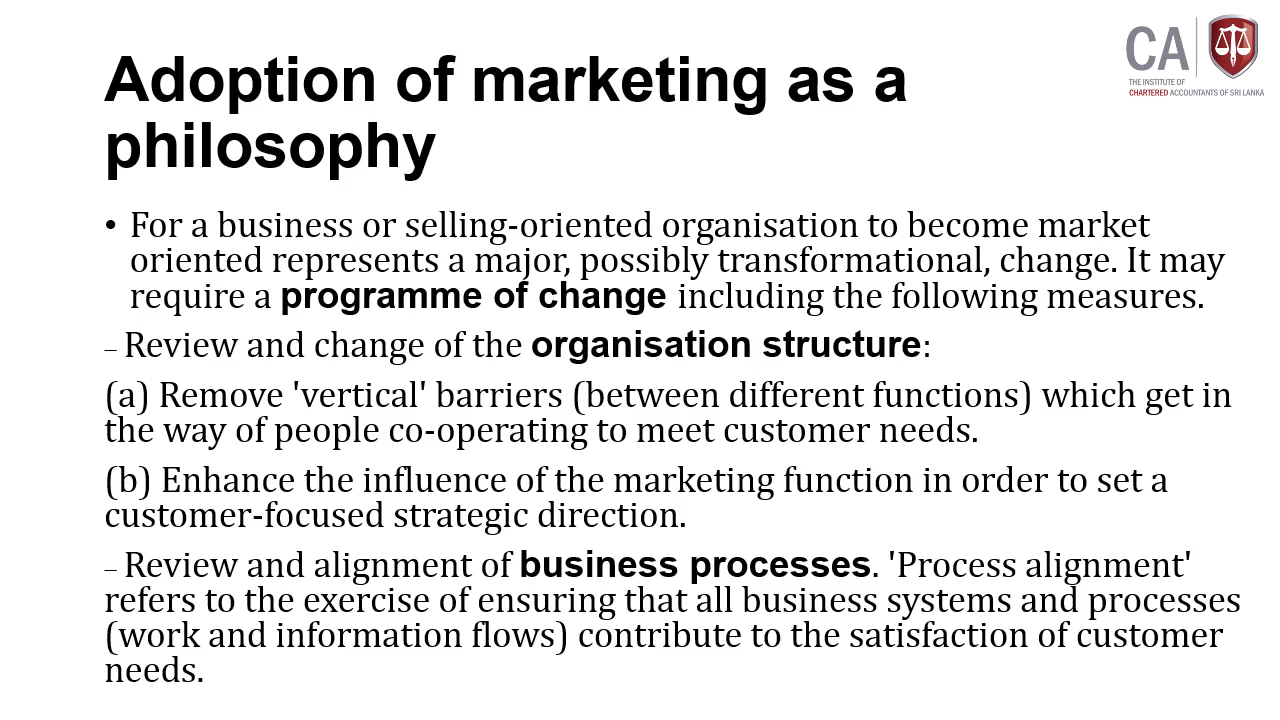 CA
THE INSTITUTE OF
CHARTERED ACCOUNTANTS OF SRI LANKA
Adoption of marketing as a
philosophy
• For a business or selling-oriented organisation to become market
oriented represents a major, possibly transformational, change. It may
require a programme of change including the following measures.
– Review and change of the organisation structure:
(a) Remove 'vertical' barriers (between different functions) which get in
the way of people co-operating to meet customer needs.
(b) Enhance the influence of the marketing function in order to set a
customer-focused strategic direction.
– Review and alignment of business processes. 'Process alignment'
refers to the exercise of ensuring that all business systems and processes
(work and information flows) contribute to the satisfaction of customer
needs.